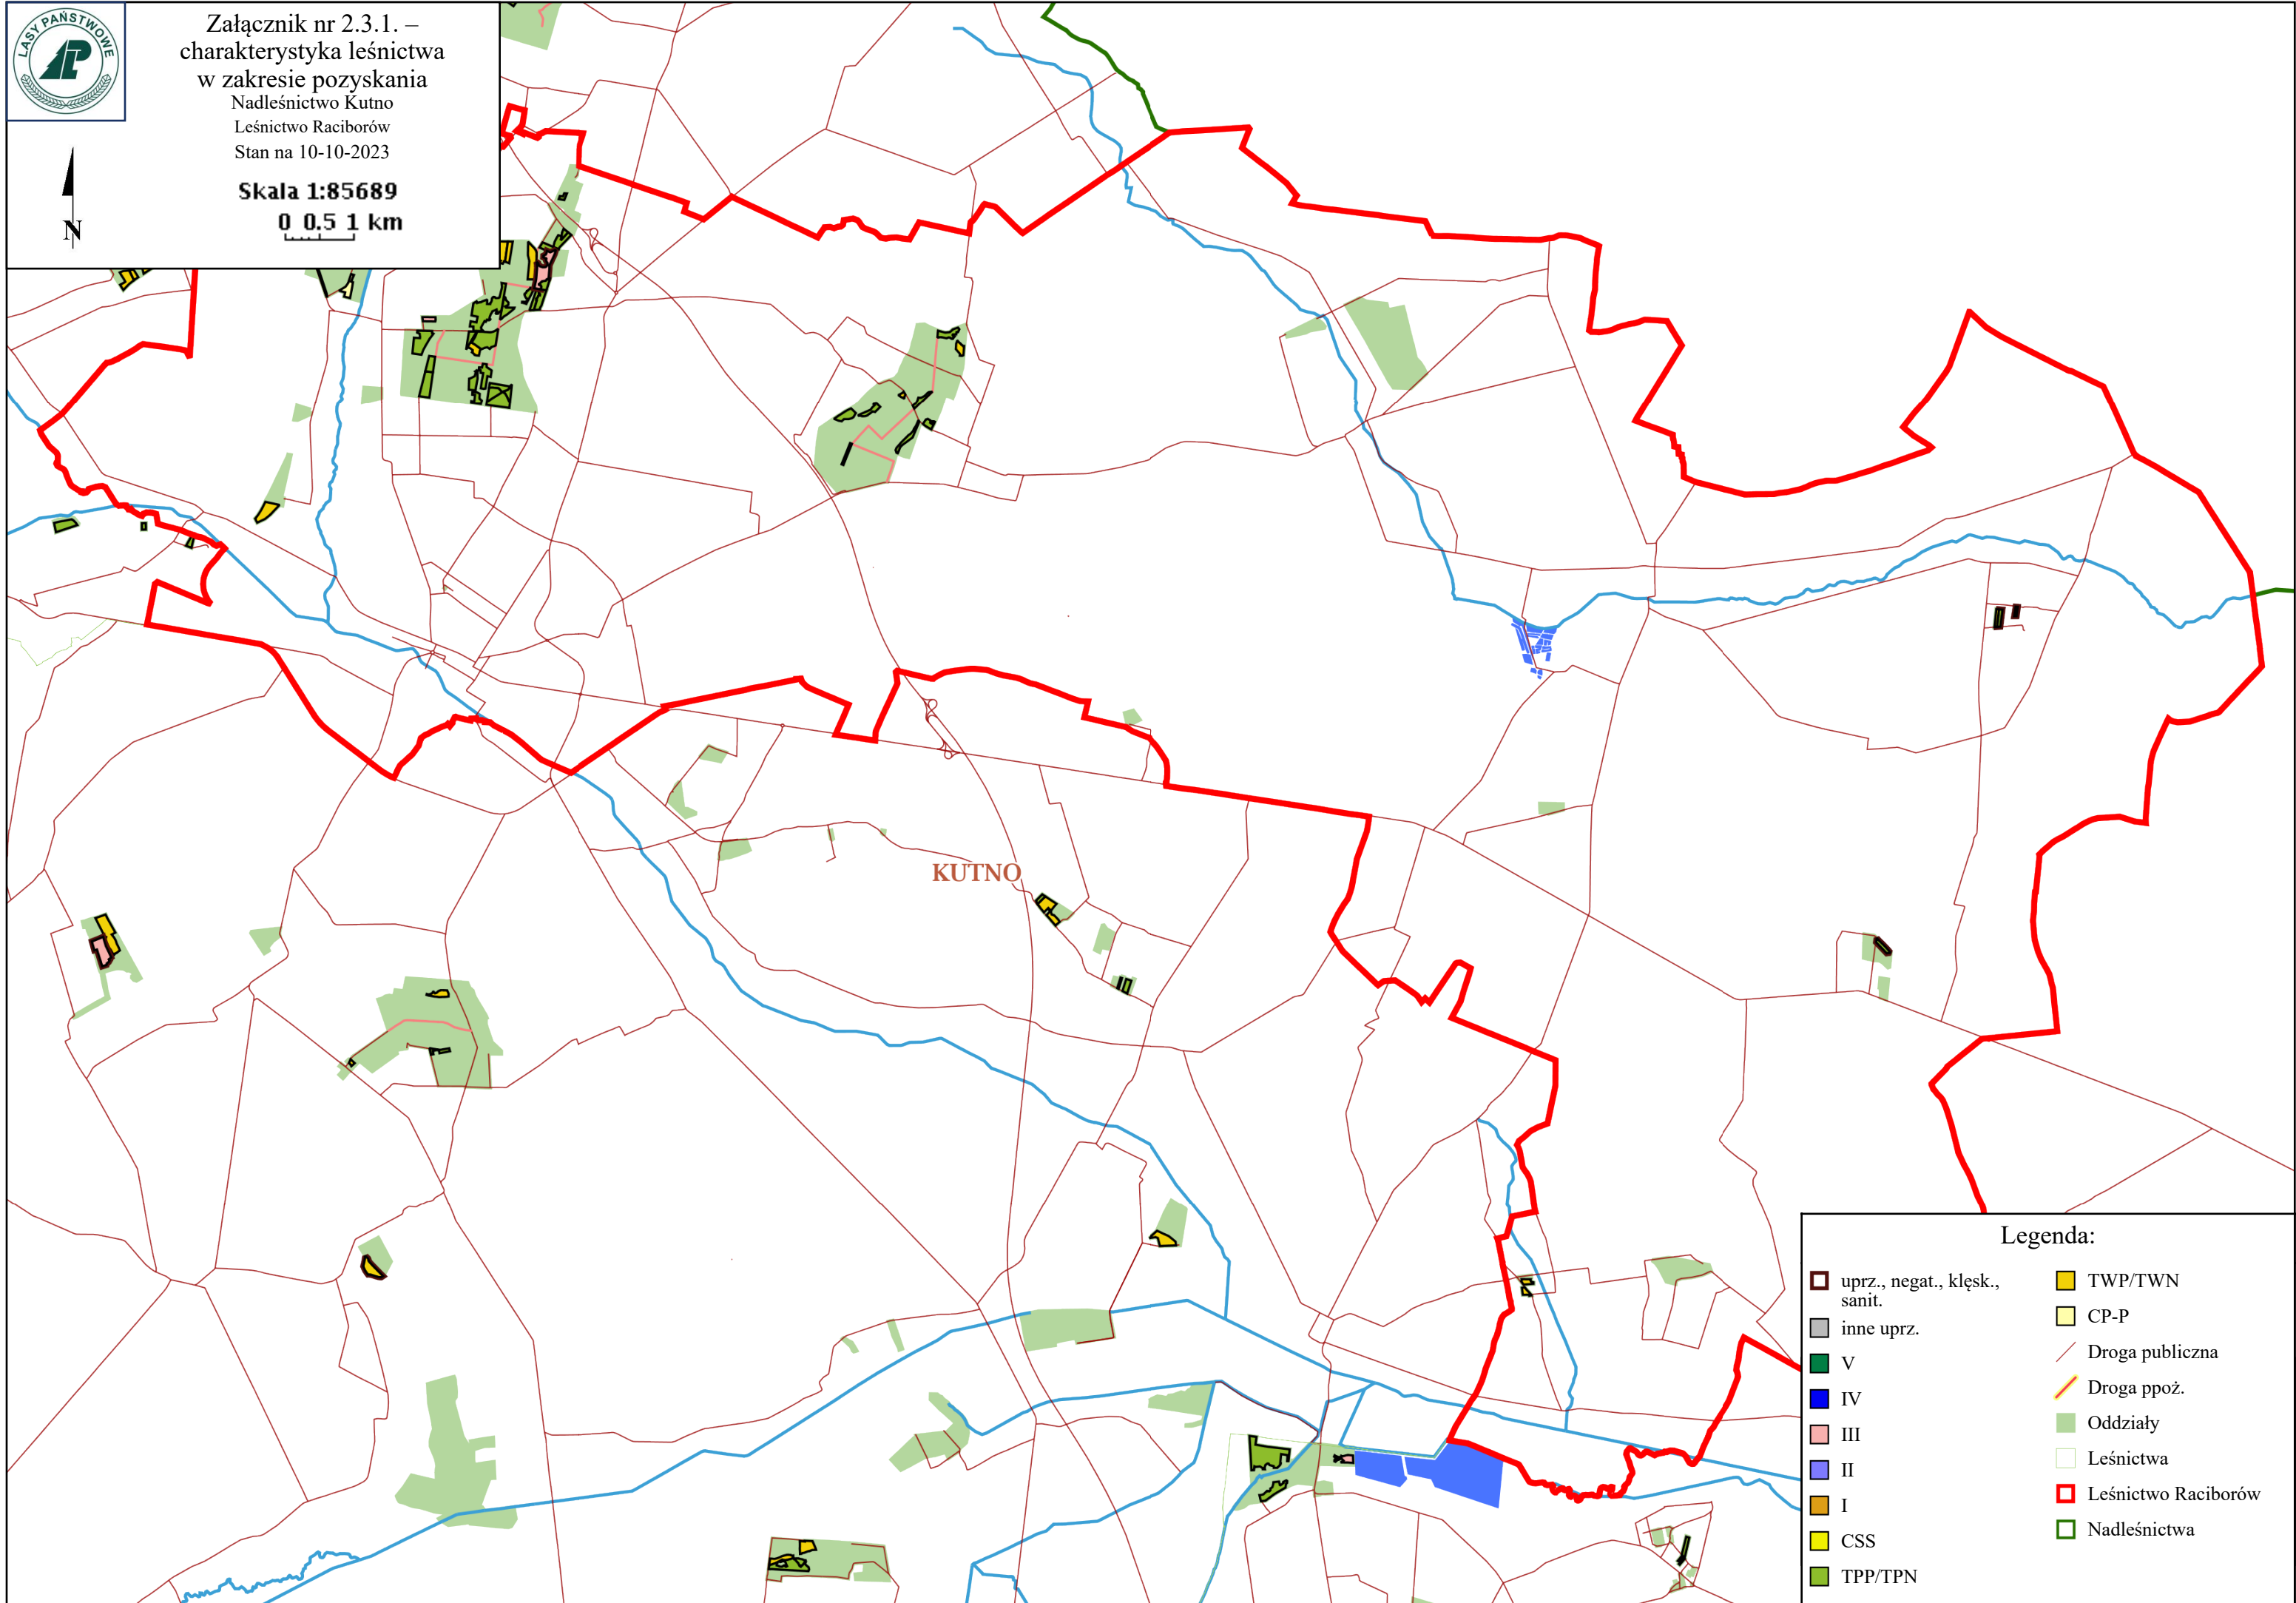 LASY PAŃSTWOWE
LP
Załącznik nr 2.3.1. –
charakterystyka leśnictwa
w zakresie pozyskania
Nadleśnictwo Kutno
Leśnictwo Raciborów
Stan na 10-10-2023
Skala 1:85689
0 0.5 1 km
N
KUTNO
Legenda:
uprz., negat., klęsk.,
sanit.
inne uprz.
V
IV
III
II
I
CSS
TPP/TPN
TWP/TWN
CP-P
Droga publiczna
Droga ppoż.
Oddziały
Leśnictwa
Leśnictwo Raciborów
Nadleśnictwa